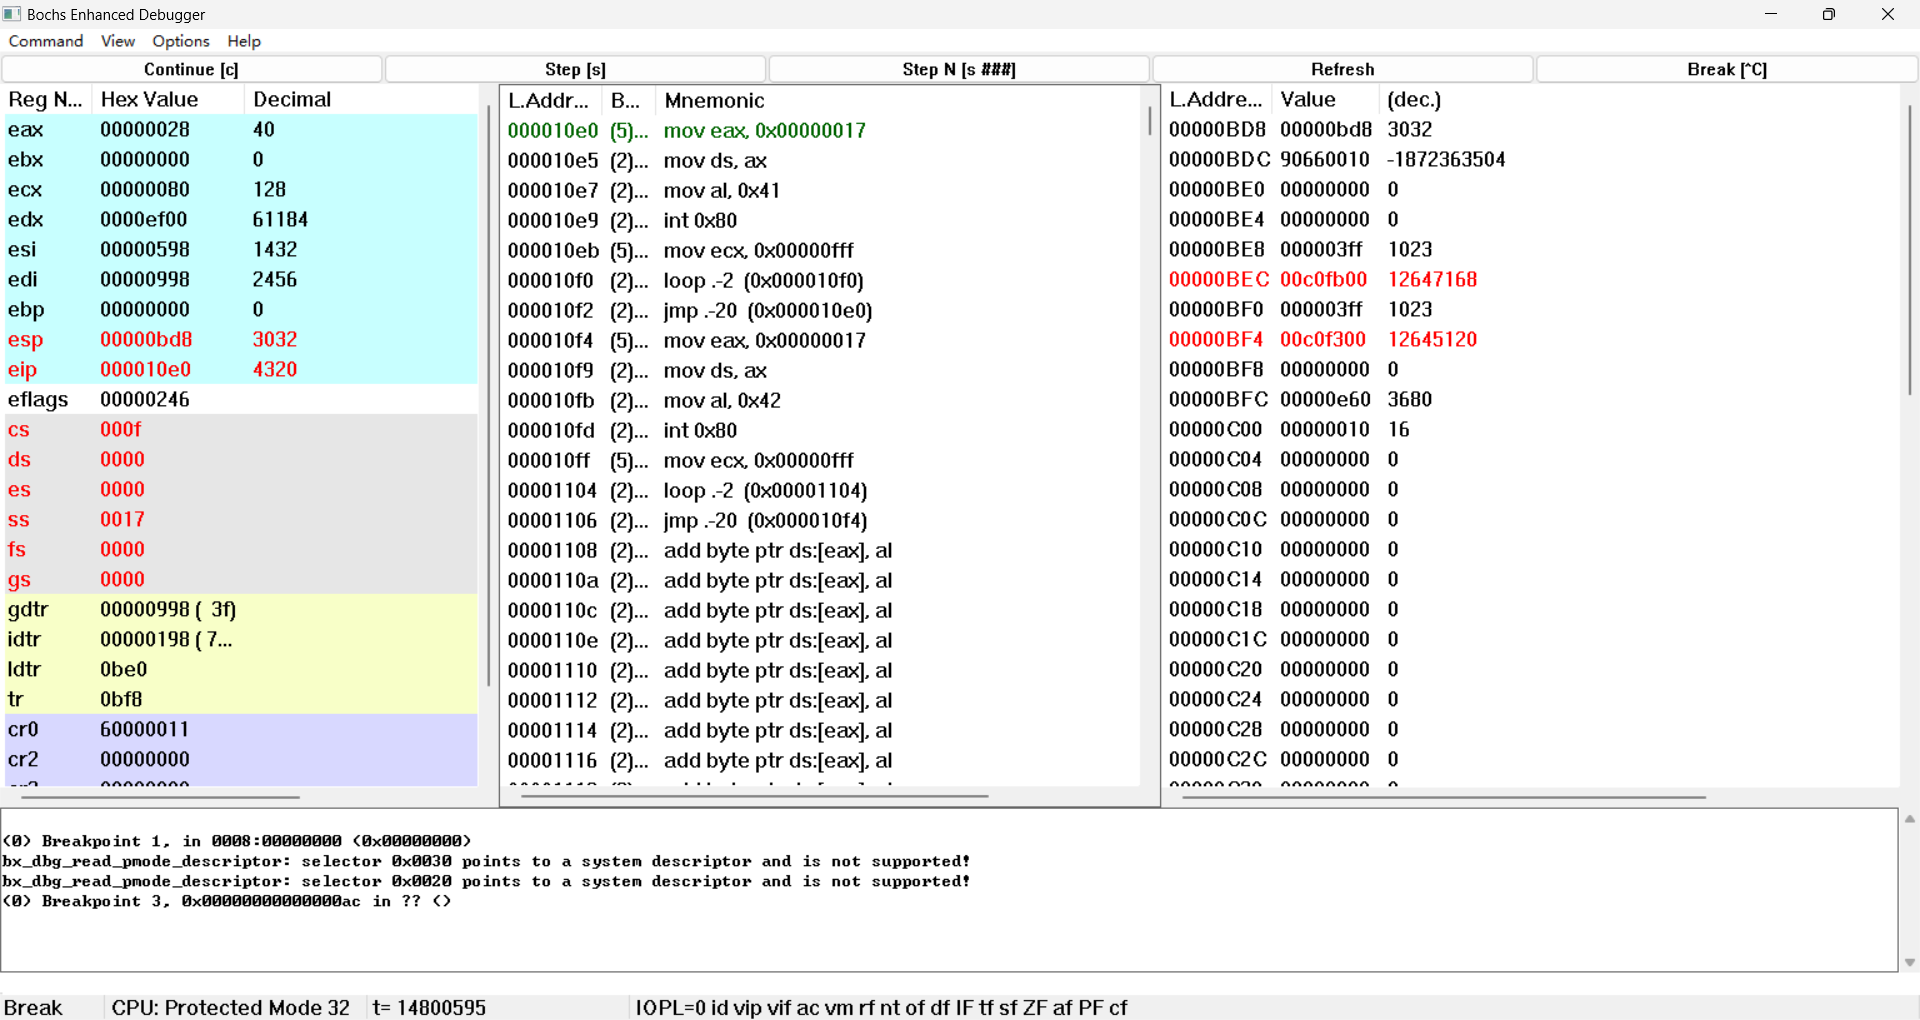 Bochs Enhanced Debugger
Command View Options Help
Continue [c] Step [s] Step N [s ###] Refresh Break [^C]
Reg N... Hex Value Decimal
eax 00000028 40
ebx 00000000 0
ecx 00000080 128
edx 0000ef00 61184
esi 00000598 1432
edi 00000998 2456
ebp 00000000 0
esp 00000bd8 3032
eip 000010e0 4320
eflags 00000246
cs 000f
ds 0000
es 0000
ss 0017
fs 0000
gs 0000
gdtr 00000998 ( 3f)
idtr 00000198 ( 7...
ldtr 0be0
tr 0bf8
cr0 60000011
cr2 00000000
L.Addr... B... Mnemonic
000010e0 (5)... mov eax, 0x00000017
000010e5 (2)... mov ds, ax
000010e7 (2)... mov al, 0x41
000010e9 (2)... int 0x80
000010eb (5)... mov ecx, 0x00000fff
000010f0 (2)... loop .-2 (0x000010f0)
000010f2 (2)... jmp .-20 (0x000010e0)
000010f4 (5)... mov eax, 0x00000017
000010f9 (2)... mov ds, ax
000010fb (2)... mov al, 0x42
000010fd (2)... int 0x80
000010ff (5)... mov ecx, 0x00000fff
00001104 (2)... loop .-2 (0x00001104)
00001106 (2)... jmp .-20 (0x000010f4)
00001108 (2)... add byte ptr ds:[eax], al
0000110a (2)... add byte ptr ds:[eax], al
0000110c (2)... add byte ptr ds:[eax], al
0000110e (2)... add byte ptr ds:[eax], al
00001110 (2)... add byte ptr ds:[eax], al
00001112 (2)... add byte ptr ds:[eax], al
00001114 (2)... add byte ptr ds:[eax], al
00001116 (2)... add byte ptr ds:[eax], al
L.Addre... Value (dec.)
00000BD8 00000bd8 3032
00000BDC 90660010 -1872363504
00000BE0 00000000 0
00000BE4 00000000 0
00000BE8 000003ff 1023
00000BEC 00c0fb00 12647168
00000BF0 000003ff 1023
00000BF4 00c0f300 12645120
00000BF8 00000000 0
00000BFC 00000e60 3680
00000C00 00000010 16
00000C04 00000000 0
00000C08 00000000 0
00000C0C 00000000 0
00000C10 00000000 0
00000C14 00000000 0
00000C18 00000000 0
00000C1C 00000000 0
00000C20 00000000 0
00000C24 00000000 0
00000C28 00000000 0
00000C2C 00000000 0
(0) Breakpoint 1, in 0008:00000000 (0x00000000)
bx_dbg_read_pmode_descriptor: selector 0x0030 points to a system descriptor and is not supported!
bx_dbg_read_pmode_descriptor: selector 0x0020 points to a system descriptor and is not supported!
(0) Breakpoint 3, 0x00000000000000ac in ?? ()
Break CPU: Protected Mode 32 t= 14800595 IOPL=0 id vip vif ac vm rf nt of df IF tf sf ZF af PF cf